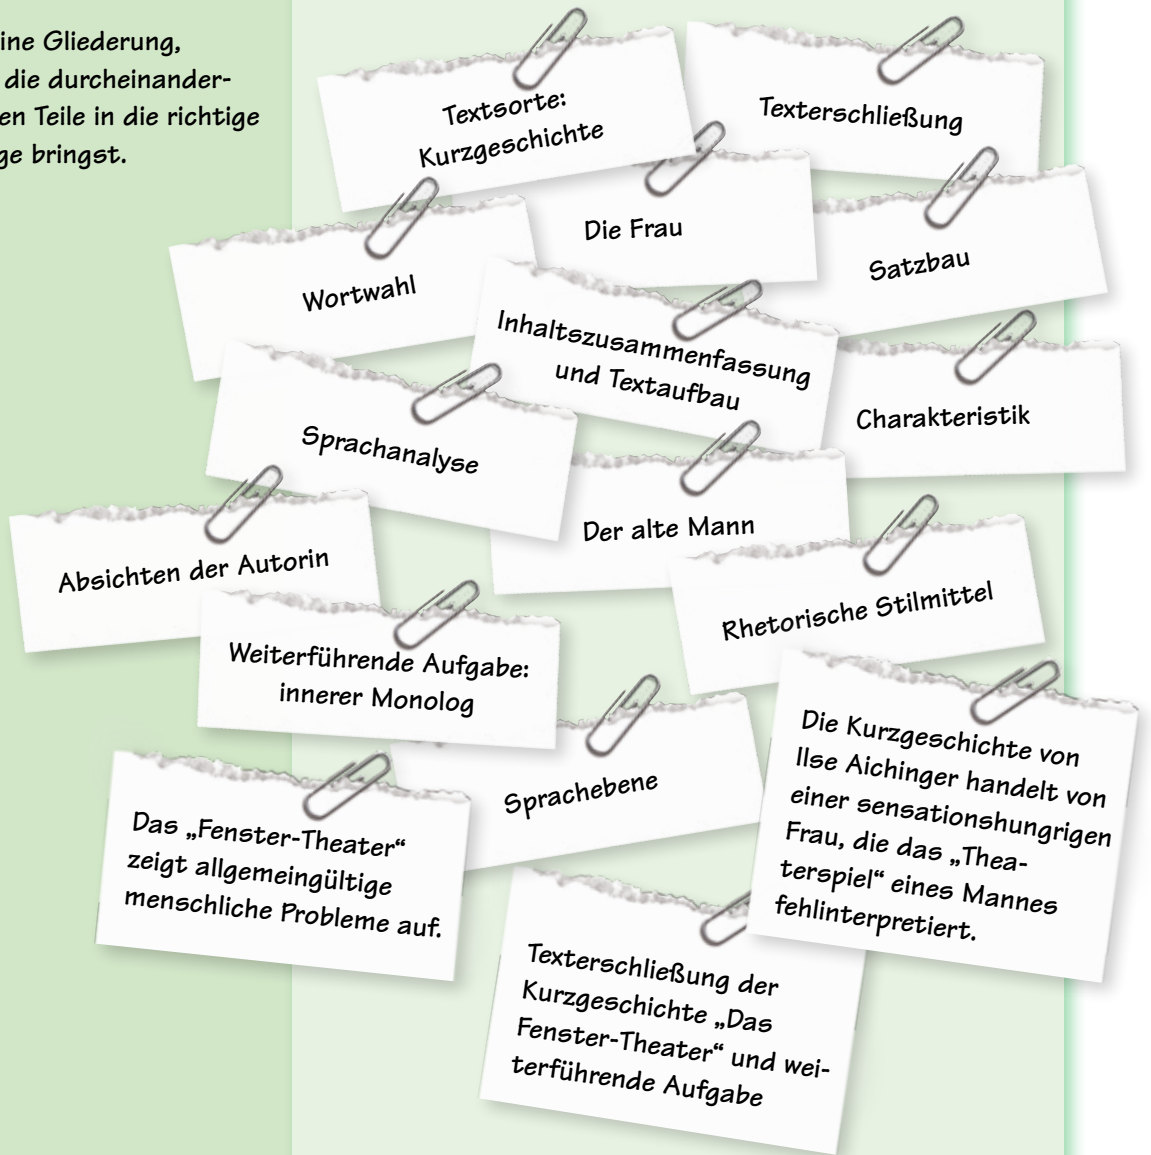 ine Gliederung,
die durcheinander-
en Teile in die richtige
ge bringst.
Textsorte:
Kurzgeschichte
Texterschließung
Die Frau
Satzbau
Wortwahl
Inhaltszusammenfassung
und Textaufbau
Charakteristik
Sprachanalyse
Der alte Mann
Absichten der Autorin
Rhetorische Stilmittel
Weiterführende Aufgabe:
innerer Monolog
Die Kurzgeschichte von
Ilse Aichinger handelt von
einer sensationshungrigen
Frau, die das „Thea-
terspiel“ eines Mannes
fehlinterpretiert.
Sprachebene
Das „Fenster-Theater“
zeigt allgemeingültige
menschliche Probleme auf.
Texterschließung der
Kurzgeschichte „Das
Fenster-Theater“ und wei-
terführende Aufgabe